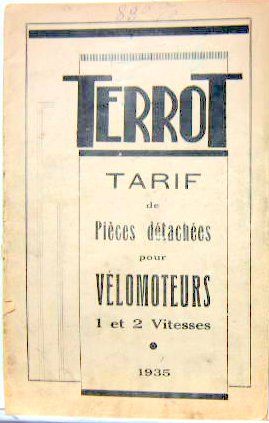 TERROT
TARIF
de
Pièces détachées
pour
VÉLOMOTEURS
1 et 2 Vitesses
1935